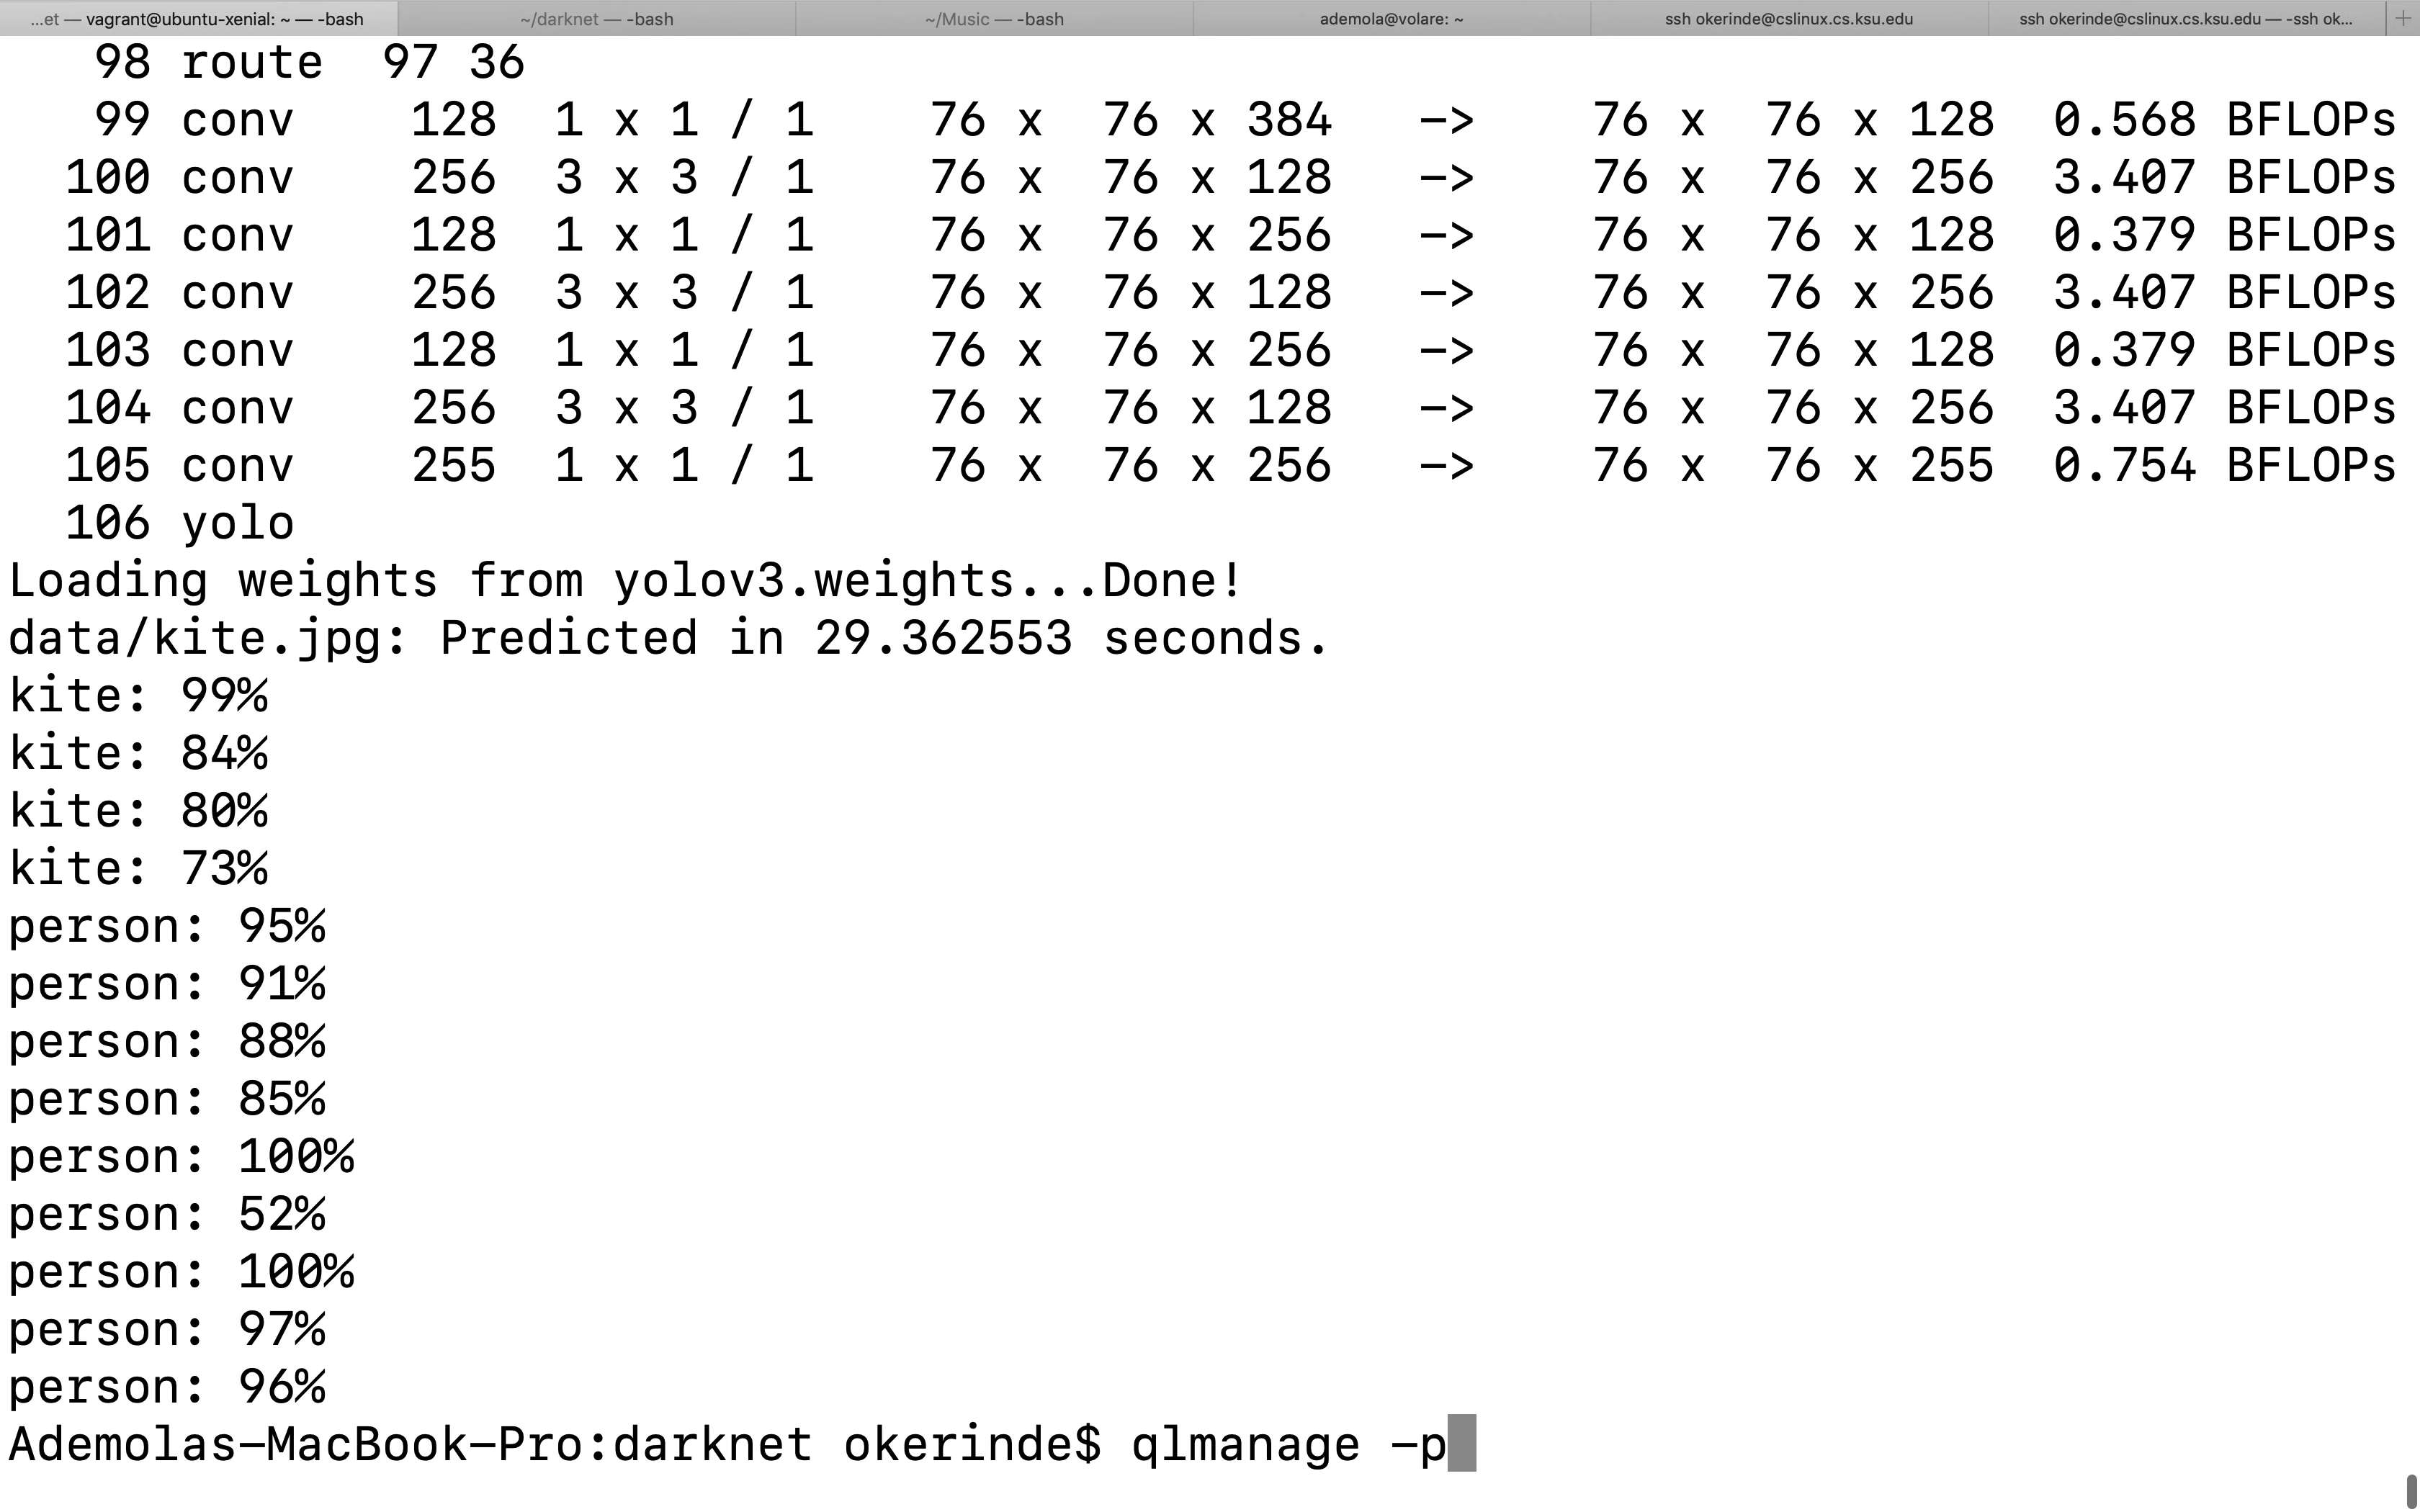 ...et — vagrant@ubuntu-xenial: ~ — -bash ~/darknet — -bash ~/Music — -bash ademola@volare: ~ ssh okerinde@cslinux.cs.ksu.edu ssh okerinde@cslinux.cs.ksu.edu — -ssh ok... +
98 route 97 36
99 conv 128 1 x 1 / 1 76 x 76 x 384 -> 76 x 76 x 128 0.568 BFLOPs
100 conv 256 3 x 3 / 1 76 x 76 x 128 -> 76 x 76 x 256 3.407 BFLOPs
101 conv 128 1 x 1 / 1 76 x 76 x 256 -> 76 x 76 x 128 0.379 BFLOPs
102 conv 256 3 x 3 / 1 76 x 76 x 128 -> 76 x 76 x 256 3.407 BFLOPs
103 conv 128 1 x 1 / 1 76 x 76 x 256 -> 76 x 76 x 128 0.379 BFLOPs
104 conv 256 3 x 3 / 1 76 x 76 x 128 -> 76 x 76 x 256 3.407 BFLOPs
105 conv 255 1 x 1 / 1 76 x 76 x 256 -> 76 x 76 x 255 0.754 BFLOPs
106 yolo
Loading weights from yolov3.weights...Done!
data/kite.jpg: Predicted in 29.362553 seconds.
kite: 99%
kite: 84%
kite: 80%
kite: 73%
person: 95%
person: 91%
person: 88%
person: 85%
person: 100%
person: 52%
person: 100%
person: 97%
person: 96%
Ademolas-MacBook-Pro:darknet okerinde$ qlmanage -p